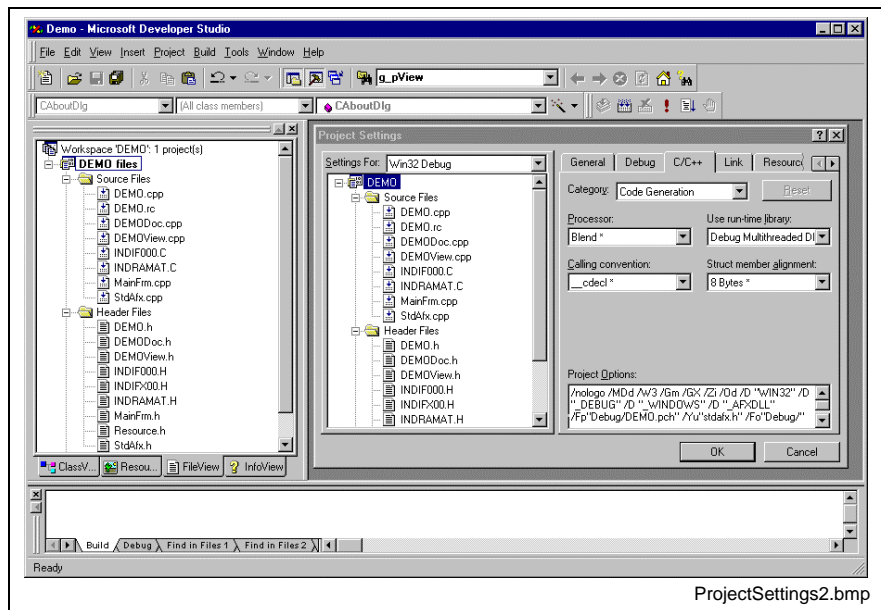 Demo - Microsoft Developer Studio
File Edit View Insert Project Build Tools Window Help
g_pView
CAboutDlg
(All class members)
CAboutDlg
Workspace 'DEMO': 1 project(s)
DEMO files
Source Files
DEMO.cpp
DEMO.rc
DEMODoc.cpp
DEMOView.cpp
INDIF000.C
INDRAMAT.C
MainFrm.cpp
StdAfx.cpp
Header Files
DEMO.h
DEMODoc.h
DEMOView.h
INDIF000.H
INDIFX00.H
INDRAMAT.H
MainFrm.h
Resource.h
StdAfx.h
ClassV... Resou... FileView InfoView
Project Settings
Settings For: Win32 Debug
DEMO
Source Files
DEMO.cpp
DEMO.rc
DEMODoc.cpp
DEMOView.cpp
INDIF000.C
INDRAMAT.C
MainFrm.cpp
StdAfx.cpp
Header Files
DEMO.h
DEMODoc.h
DEMOView.h
INDIF000.H
INDIFX00.H
INDRAMAT.H
General Debug C/C++ Link Resourc
Category: Code Generation Reset
Processor: Use run-time library:
Blend * Debug Multithreaded Dl
Calling convention: Struct member alignment:
__cdecl * 8 Bytes *
Project Options:
/nologo /MDd /W3 /Gm /GX /Zi /Od /D "WIN32" /D
"_DEBUG" /D "_WINDOWS" /D "_AFXDLL"
/Fp"Debug/DEMO.pch" /Yu"stdafx.h" /Fo"Debug/"
OK Cancel
Build Debug Find in Files 1 Find in Files 2
Ready
ProjectSettings2.bmp